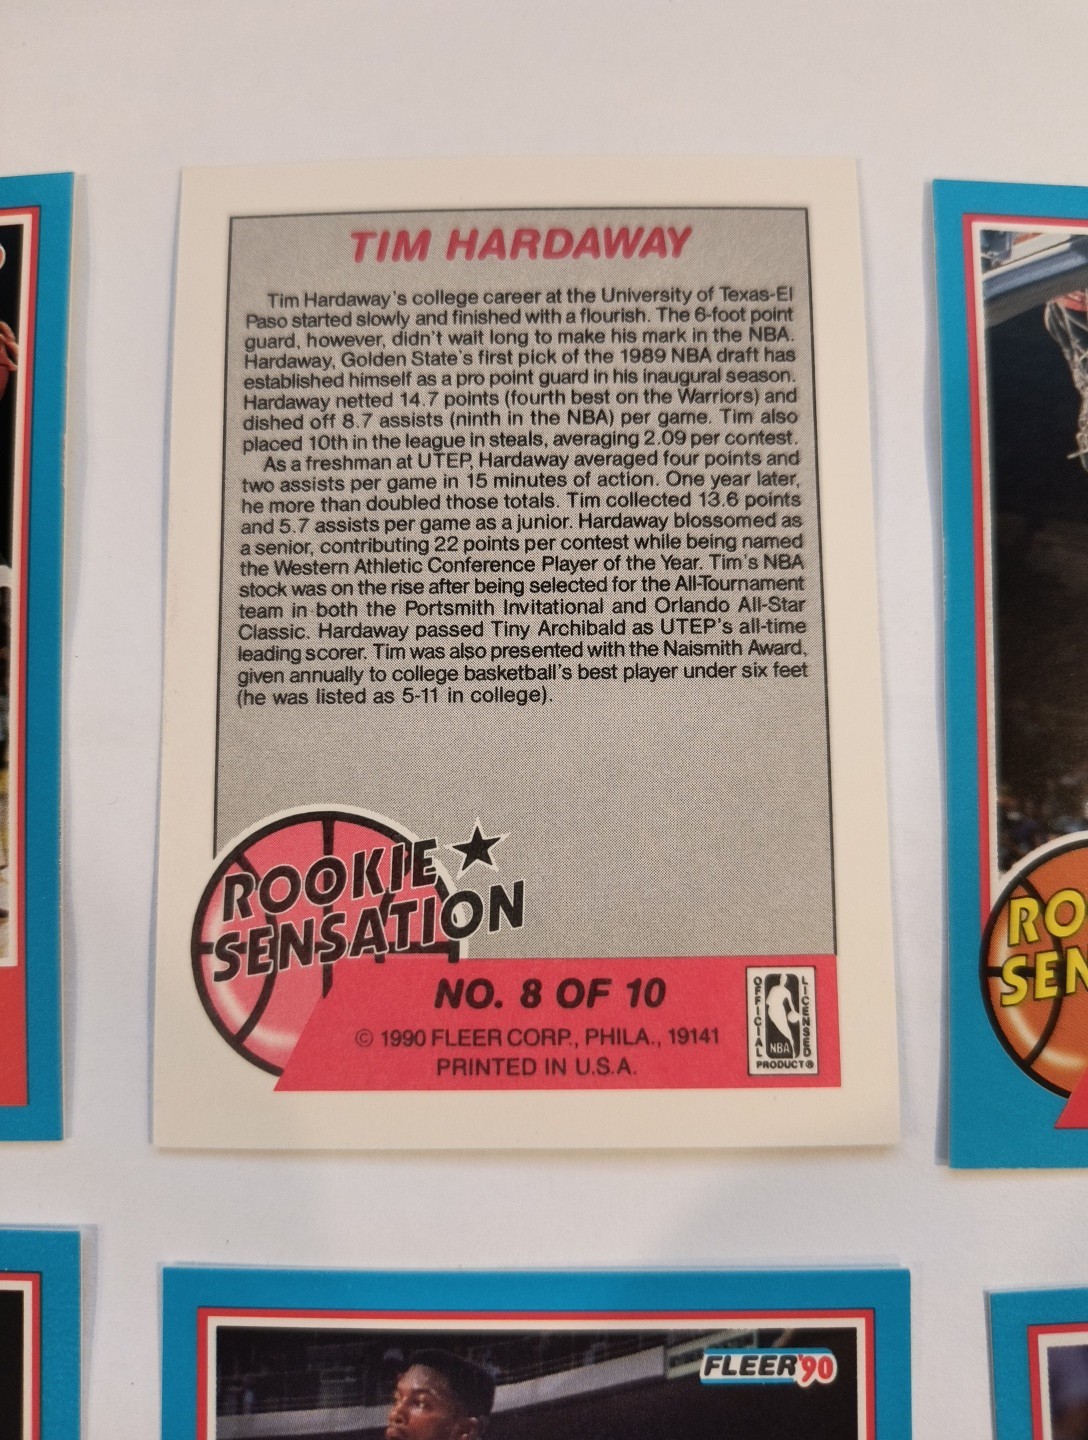 TIM HARDAWAY
Tim Hardaway's college career at the University of Texas-El
Paso started slowly and finished with a flourish. The 6-foot point
guard, however, didn't wait long to make his mark in the NBA.
Hardaway, Golden State's first pick of the 1989 NBA draft has
established himself as a pro point guard in his inaugural season.
Hardaway netted 14.7 points (fourth best on the Warriors) and
dished off 8.7 assists (ninth in the NBA) per game. Tim also
placed 10th in the league in steals, averaging 2.09 per contest.
As a freshman at UTEP, Hardaway averaged four points and
two assists per game in 15 minutes of action. One year later,
he more than doubled those totals. Tim collected 13.6 points
and 5.7 assists per game as a junior. Hardaway blossomed as
a senior, contributing 22 points per contest while being named
the Western Athletic Conference Player of the Year. Tim's NBA
stock was on the rise after being selected for the All-Tournament
team in both the Portsmith Invitational and Orlando All-Star
Classic. Hardaway passed Tiny Archibald as UTEP's all-time
leading scorer. Tim was also presented with the Naismith Award,
given annually to college basketball's best player under six feet
(he was listed as 5-11 in college).
ROOKIE
SENSATION
NO. 8 OF 10
© 1990 FLEER CORP., PHILA., 19141
PRINTED IN U.S.A.
OFFICIAL
LICENSED
NBA
PRODUCT®
RO
SEN
FLEER '90